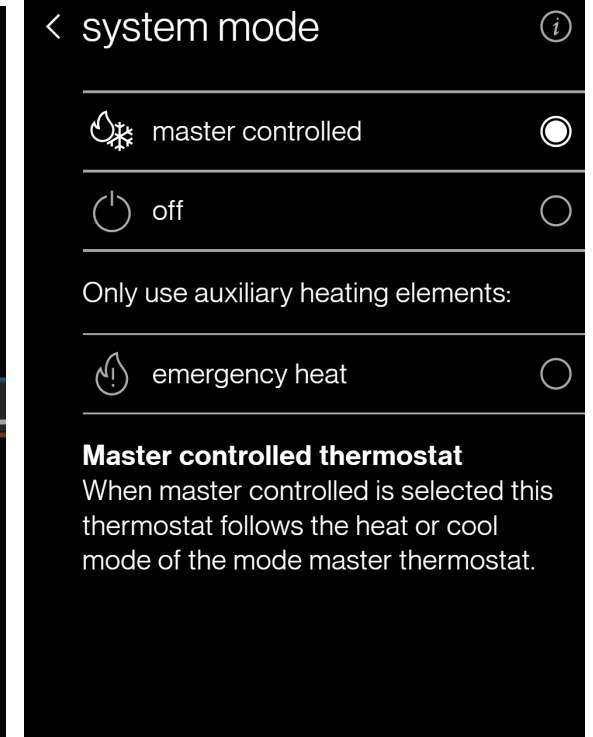 system mode
master controlled
off
Only use auxiliary heating elements:
emergency heat
Master controlled thermostat
When master controlled is selected this
thermostat follows the heat or cool
mode of the mode master thermostat.